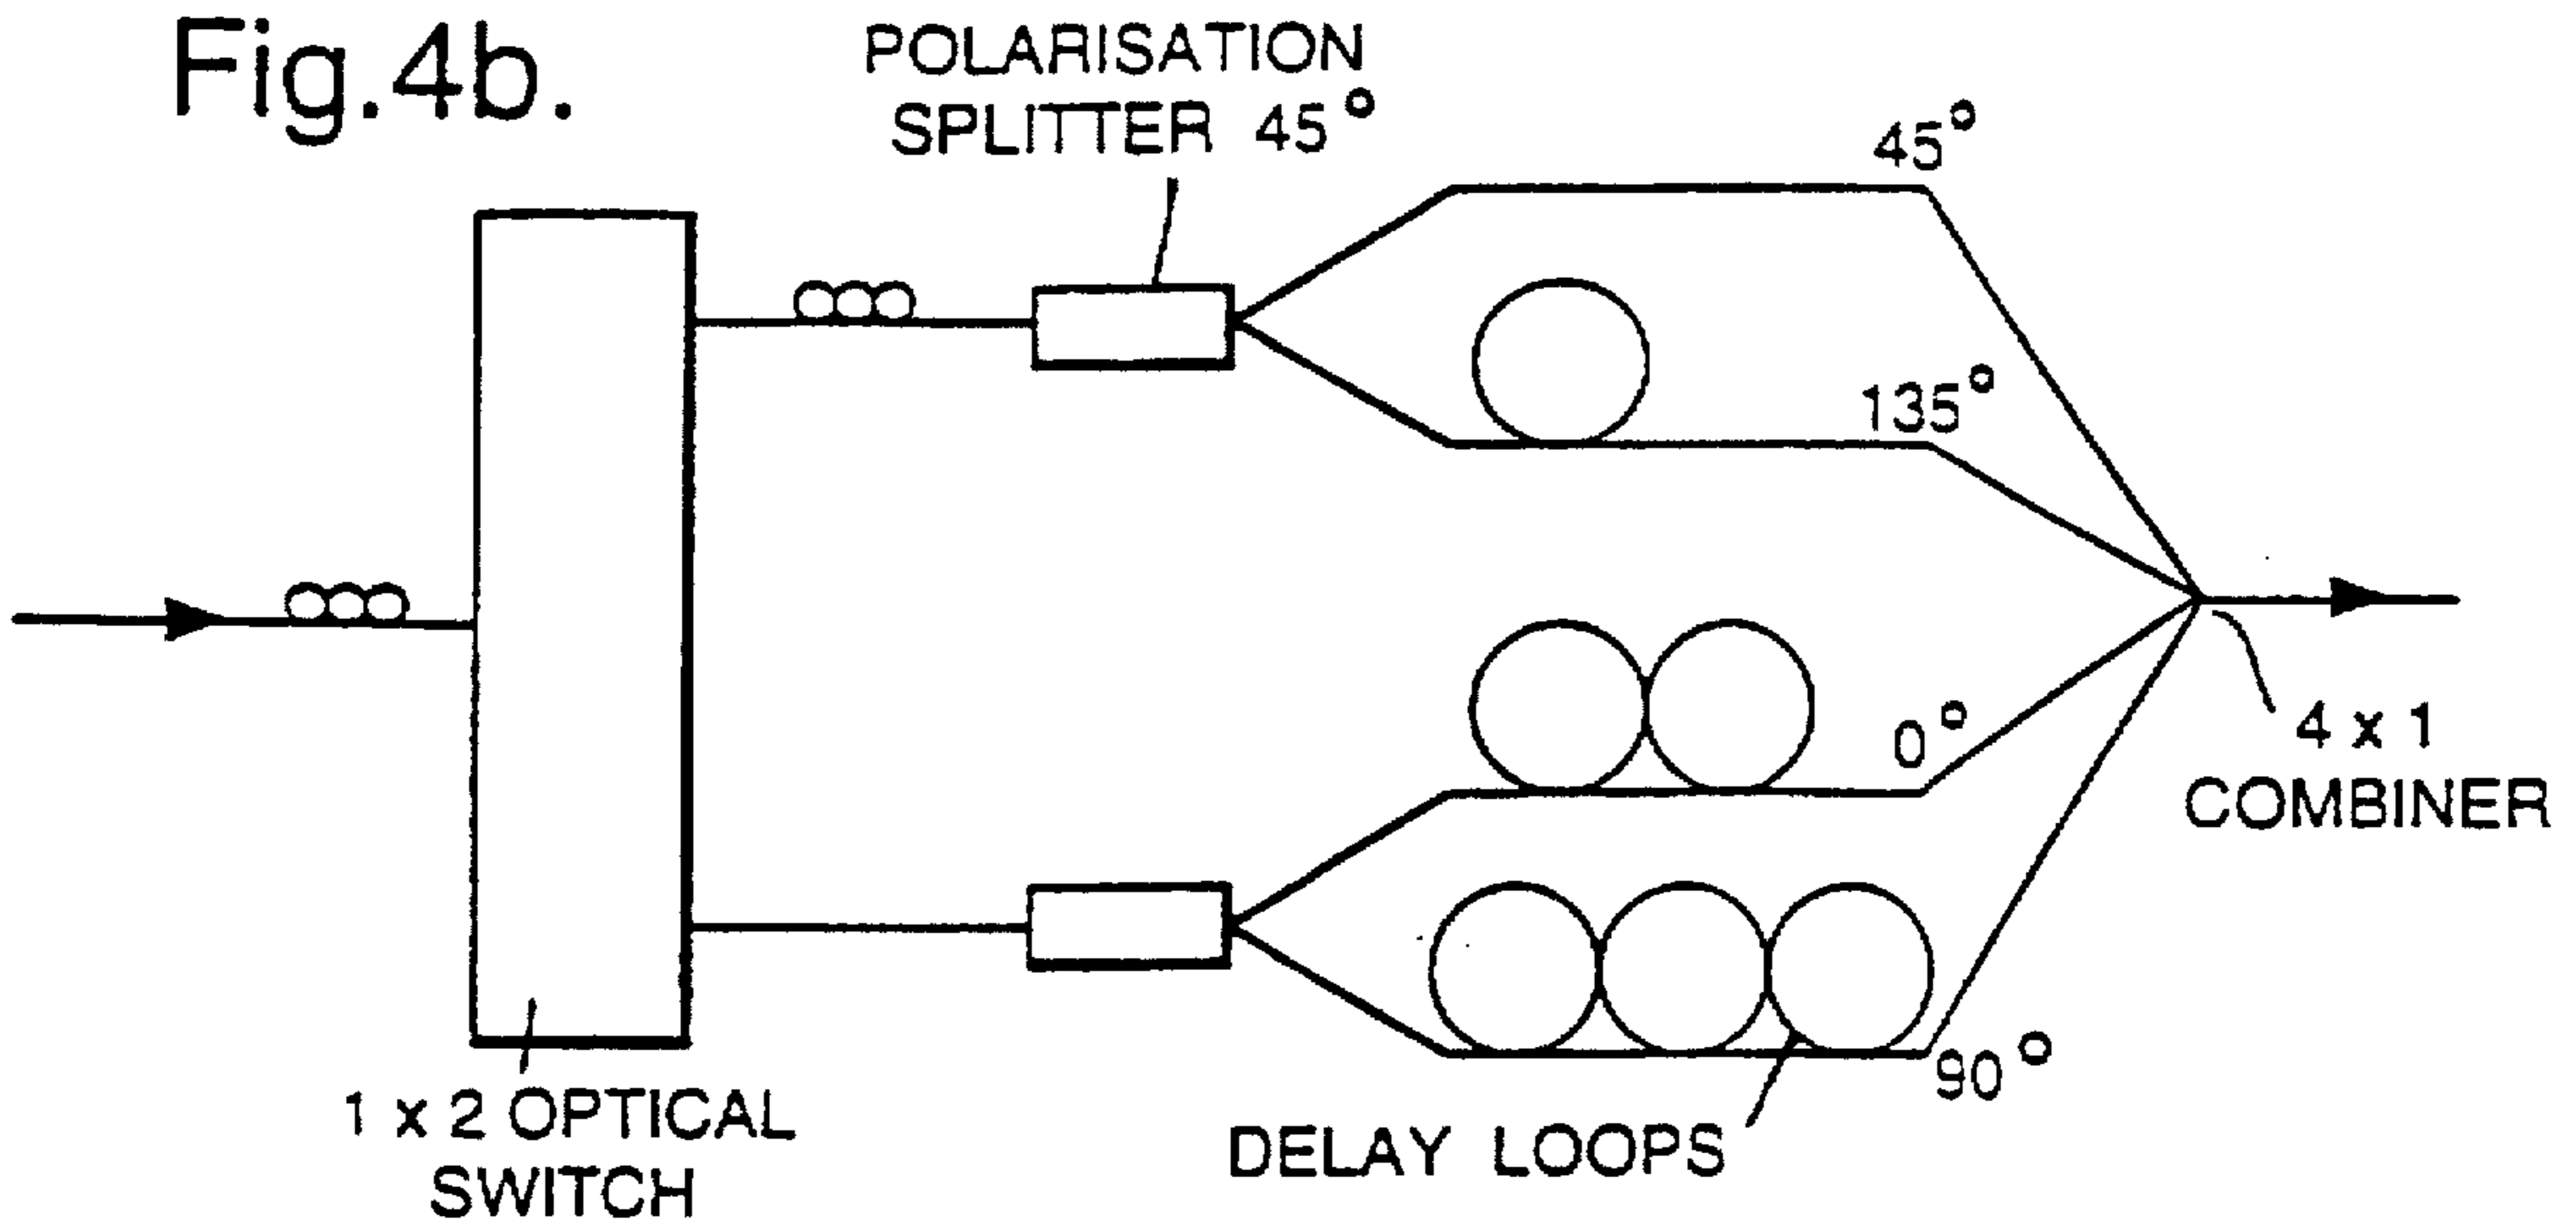 Fig.4b.
POLARISATION
SPLITTER 45°
45°
135°
0°
4 x 1
COMBINER
90°
1 x 2 OPTICAL
SWITCH
DELAY LOOPS